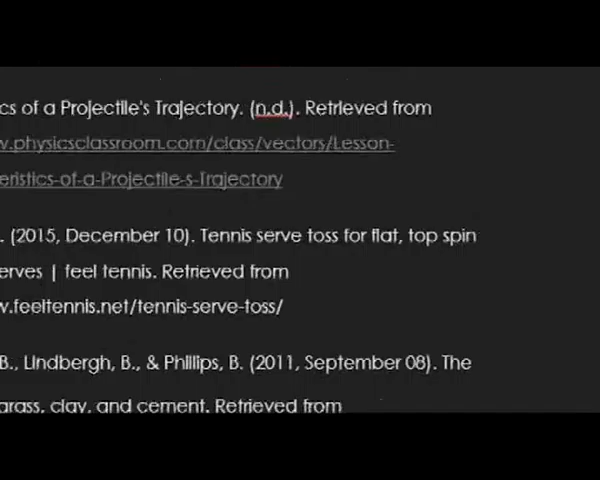 cs of a Projectile's Trajectory. (n.d.). Retrieved from
w.physicsclassroom.com/class/vectors/Lesson-
eristics-of-a-Projectile-s-Trajectory
. (2015, December 10). Tennis serve toss for flat, top spin
erves | feel tennis. Retrieved from
w.feeltennis.net/tennis-serve-toss/
B., Lindbergh, B., & Phillips, B. (2011, September 08). The
grass, clay, and cement. Retrieved from